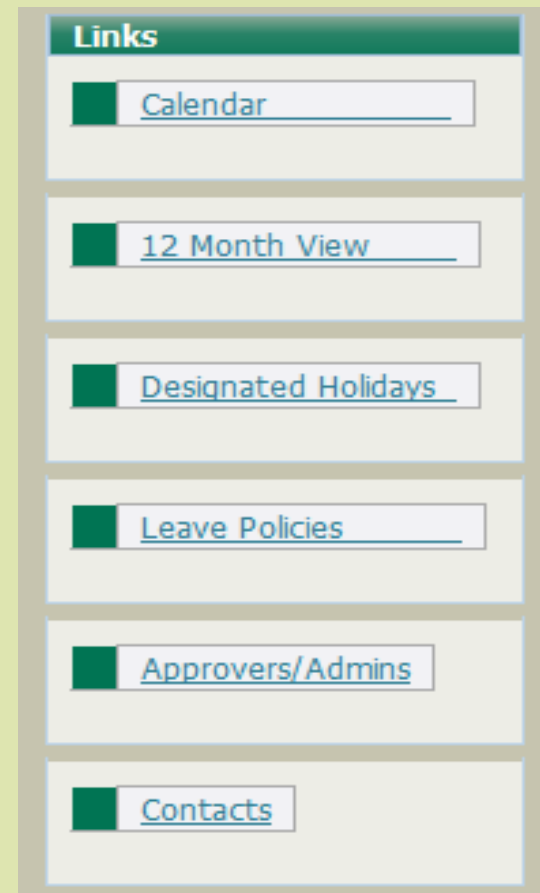 Links
Calendar
12 Month View
Designated Holidays
Leave Policies
Approvers/Admins
Contacts